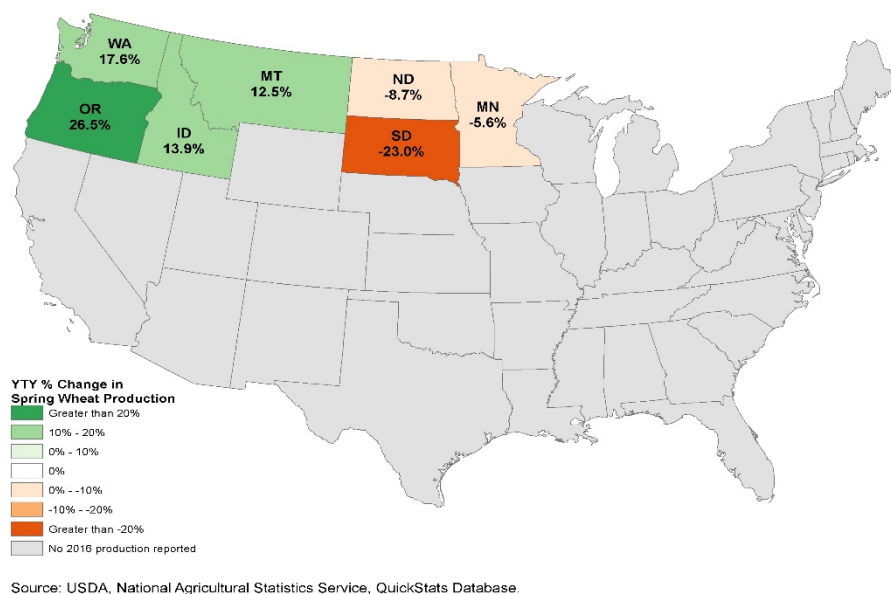 WA
17.6%
MT
12.5%
ND
-8.7%
MN
-5.6%
OR
26.5%
ID
13.9%
SD
-23.0%
YTY % Change in
Spring Wheat Production
Greater than 20%
10% - 20%
0% - 10%
0%
0% - -10%
-10% - -20%
Greater than -20%
No 2016 production reported
Source: USDA, National Agricultural Statistics Service, QuickStats Database.